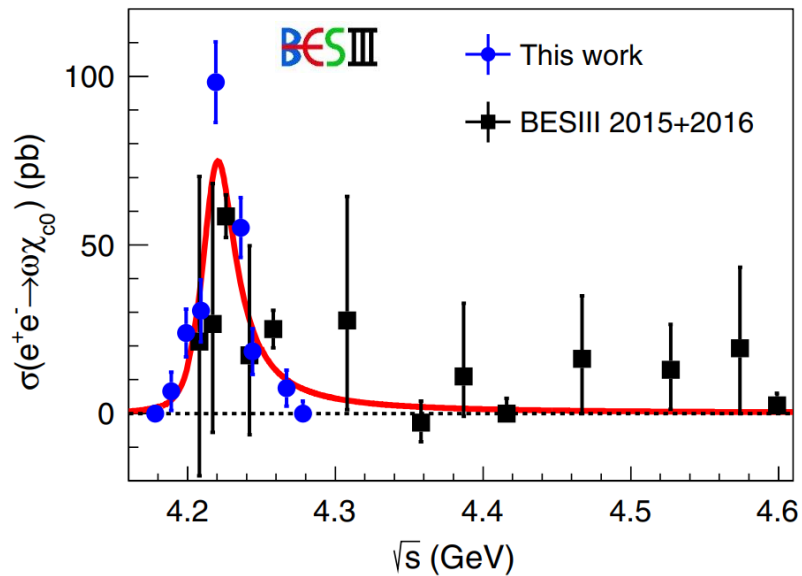 BESIII
This work
BESIII 2015+2016
σ(e⁺e⁻→ωχc0) (pb)
100
50
0
4.2 4.3 4.4 4.5 4.6
√s (GeV)